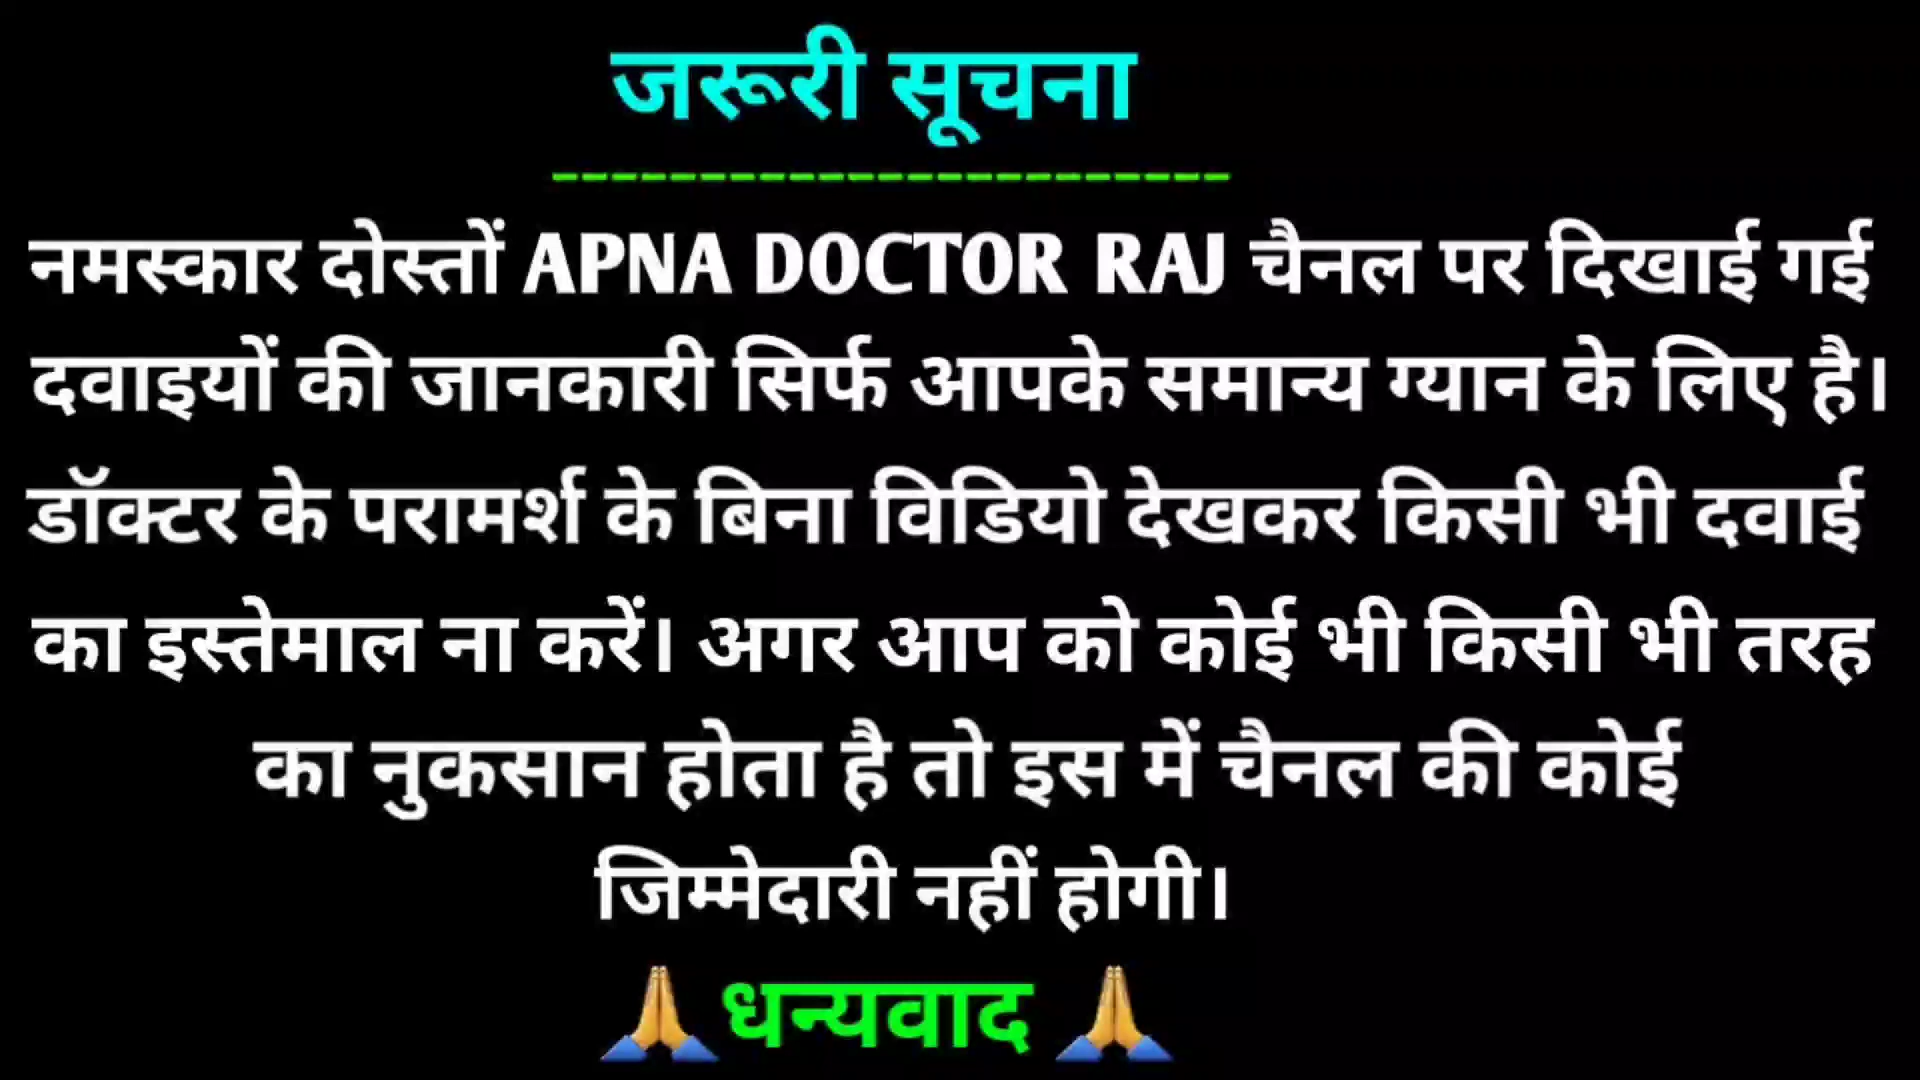 जरूरी सूचना
-----------------------
नमस्कार दोस्तों APNA DOCTOR RAJ चैनल पर दिखाई गई
दवाइयों की जानकारी सिर्फ आपके समान्य ग्यान के लिए है।
डॉक्टर के परामर्श के बिना विडियो देखकर किसी भी दवाई
का इस्तेमाल ना करें। अगर आप को कोई भी किसी भी तरह
का नुकसान होता है तो इस में चैनल की कोई
जिम्मेदारी नहीं होगी।
🙏धन्यवाद 🙏